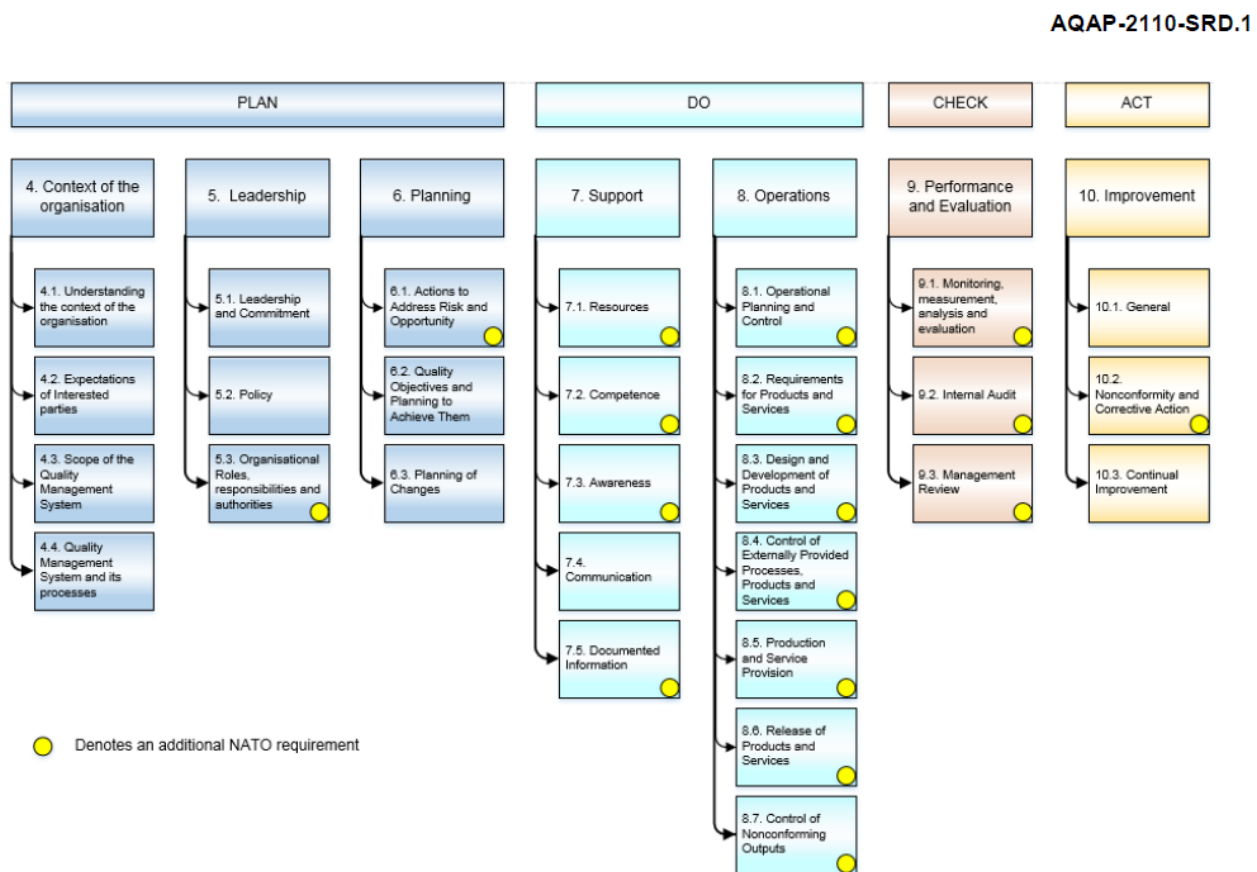 AQAP-2110-SRD.1
PLAN
DO
CHECK
ACT
4. Context of the
organisation
5. Leadership
6. Planning
7. Support
8. Operations
9. Performance
and Evaluation
10. Improvement
4.1. Understanding
the context of the
organisation
4.2. Expectations
of Interested
parties
4.3. Scope of the
Quality
Management
System
4.4. Quality
Management
System and its
processes
5.1. Leadership
and Commitment
5.2. Policy
5.3. Organisational
Roles,
responsibilities and
authorities
6.1. Actions to
Address Risk and
Opportunity
6.2. Quality
Objectives and
Planning to
Achieve Them
6.3. Planning of
Changes
7.1. Resources
7.2. Competence
7.3. Awareness
7.4.
Communication
7.5. Documented
Information
8.1. Operational
Planning and
Control
8.2. Requirements
for Products and
Services
8.3. Design and
Development of
Products and
Services
8.4. Control of
Externally Provided
Processes,
Products and
Services
8.5. Production
and Service
Provision
8.6. Release of
Products and
Services
8.7. Control of
Nonconforming
Outputs
9.1. Monitoring,
measurement,
analysis and
evaluation
9.2. Internal Audit
9.3. Management
Review
10.1. General
10.2.
Nonconformity and
Corrective Action
10.3. Continual
Improvement
Denotes an additional NATO requirement